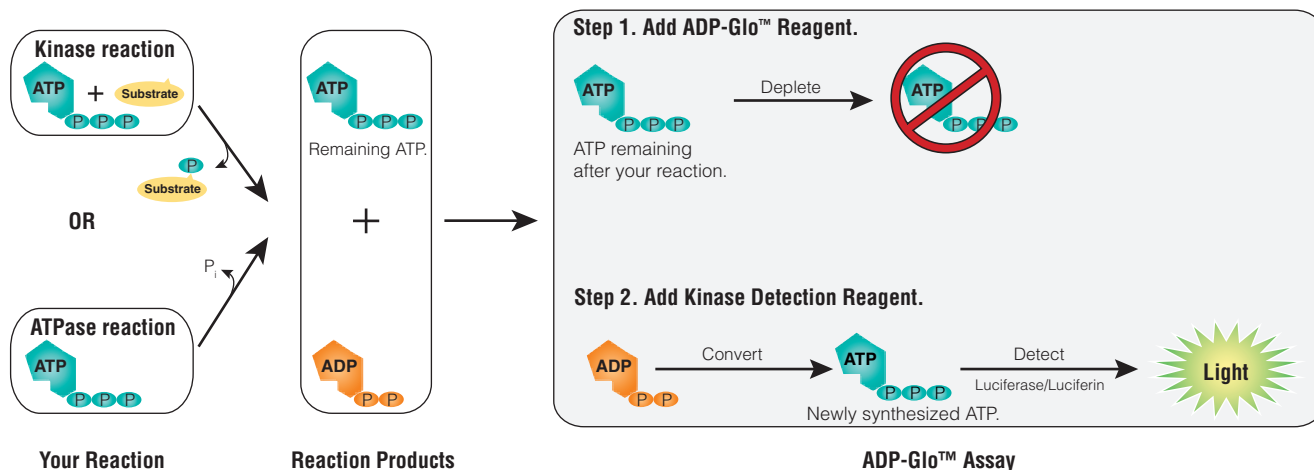 Kinase reaction
ATP + Substrate
P P P
P
Substrate
OR
Pi
ATPase reaction
ATP
P P P
Your Reaction
ATP
P P P
Remaining ATP.
+
ADP
P P
Reaction Products
Step 1. Add ADP-Glo™ Reagent.
ATP
P P P
Deplete
ATP
P P P
ATP remaining
after your reaction.
Step 2. Add Kinase Detection Reagent.
ADP
P P
Convert
ATP
P P P
Newly synthesized ATP.
Detect
Luciferase/Luciferin
Light
ADP-Glo™ Assay